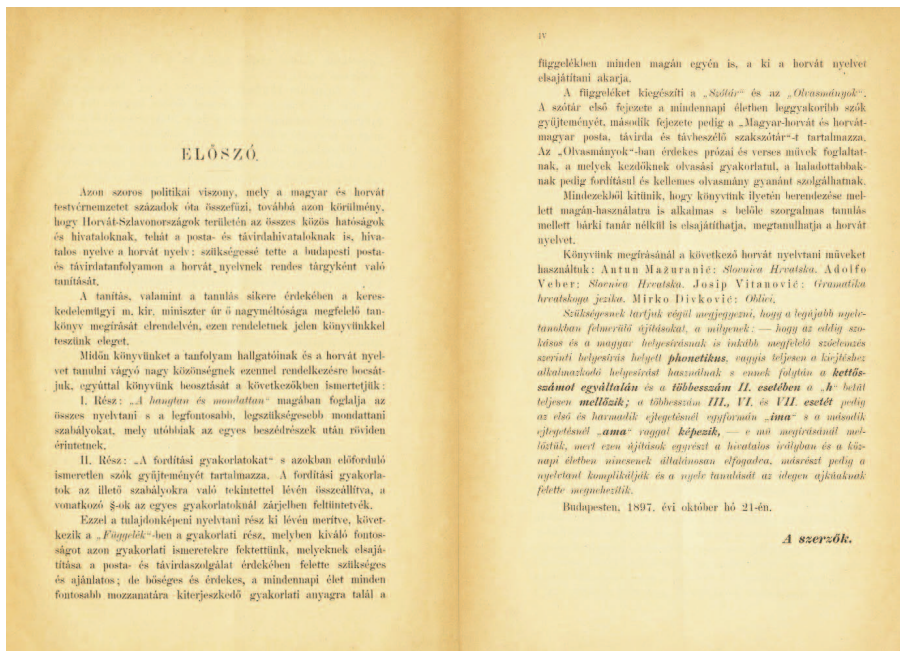 ELŐSZÓ.
Azon szoros politikai viszony, mely a magyar és horvát
testvérnemzetet századok óta összefűzi, továbbá azon körülmény,
hogy Horvát-Szlavonországok területén az összes közös hatóságok
és hivataloknak, tehát a posta- és távirdahivataloknak is, hiva-
talos nyelve a horvát nyelv: szükségessé tette a budapesti posta-
és távirdatanfolyamon a horvát nyelvnek rendes tárgyként való
tanítását.
A tanítás, valamint a tanulás sikere érdekében a keres-
kedelemügyi m. kir. miniszter úr ő nagyméltósága megfelelő tan-
könyv megírását elrendelvén, ezen rendeletnek jelen könyvünkkel
teszünk eleget.
Midőn könyvünket a tanfolyam hallgatóinak és a horvát nyel-
vet tanulni vágyó nagy közönségnek ezennel rendelkezésre bocsát-
juk, egyúttal könyvünk beosztását a következőkben ismertetjük:
I. Rész: „A hangtan és mondattan“ magában foglalja az
összes nyelvtani s a legfontosabb, legszükségesebb mondattani
szabályokat, mely utóbbiak az egyes beszédrészek után röviden
érintetnek.
II. Rész: „A fordítási gyakorlatokat“ s azokban előforduló
ismeretlen szók gyűjteményét tartalmazza. A fordítási gyakorla-
tok az illető szabályokra való tekintettel lévén összeállítva, a
vonatkozó §-ok az egyes gyakorlatoknál zárjelben feltüntetvék.
Ezzel a tulajdonképeni nyelvtani rész ki lévén merítve, követ-
kezik a „Függelék“-ben a gyakorlati rész, melyben kiváló fontos-
ságot azon gyakorlati ismeretekre fektettünk, melyeknek elsajá-
títása a posta- és távirdaszolgálat érdekében felette szükséges
és ajánlatos; de bőséges és érdekes, a mindennapi élet minden
fontosabb mozzanatára kiterjeszkedő gyakorlati anyagra talál a
IV
függelékben minden magán egyén is, a ki a horvát nyelvet
elsajátítani akarja.
A függeléket kiegészíti a „Szótár“ és az „Olvasmányok“.
A szótár első fejezete a mindennapi életben leggyakoribb szók
gyűjteményét, második fejezete pedig a „Magyar-horvát és horvát-
magyar posta, távirda és távbeszélő szakszótár“-t tartalmazza.
Az „Olvasmányok“-ban érdekes prózai és verses művek foglaltat-
nak, a melyek kezdőknek olvasási gyakorlatul, a haladottabbak-
nak pedig fordításul és kellemes olvasmány gyanánt szolgálhatnak.
Mindezekből kitűnik, hogy könyvünk ilyetén berendezése mel-
lett magán-használatra is alkalmas s belőle szorgalmas tanulás
mellett bárki tanár nélkül is elsajátíthatja, megtanulhatja a horvát
nyelvet.
Könyvünk megírásánál a következő horvát nyelvtani műveket
használtuk: Antun Mažuranić: Slovnica Hrvatska. Adolfo
Veber: Slovnica Hrvatska. Josip Vitanović: Gramatika
hrvatskoga jezika. Mirko Divković: Oblici.
Szükségesnek tartjuk végül megjegyezni, hogy a legújabb nyelv-
tanokban felmerülő újításokat, a milyenek: — hogy az eddig szo-
kásos és a magyar helyesírásnak is inkább megfelelő szóelemzés
szerinti helyesírás helyett phonetikus, vagyis teljesen a kiejtéshez
alkalmazkodó helyesírást használnak s ennek folytán a kettős-
számot egyáltalán és a többesszám II. esetében a „h“ betűt
teljesen mellőzik; a többesszám III., VI. és VII. esetét pedig
az első és harmadik ejtegetésnél egyformán „ima“ s a második
ejtegetésnél „ama“ raggal képezik, — e mű megírásánál mel-
lőztük, mert ezen újítások egyrészt a hivatalos irályban és a köz-
napi életben nincsenek általánosan elfogadva, másrészt pedig a
nyelvtant komplikálják és a nyelv tanulását az idegen ajkúaknak
felette megnehezítik.
Budapesten, 1897. évi október hó 21-én.
A szerzők.